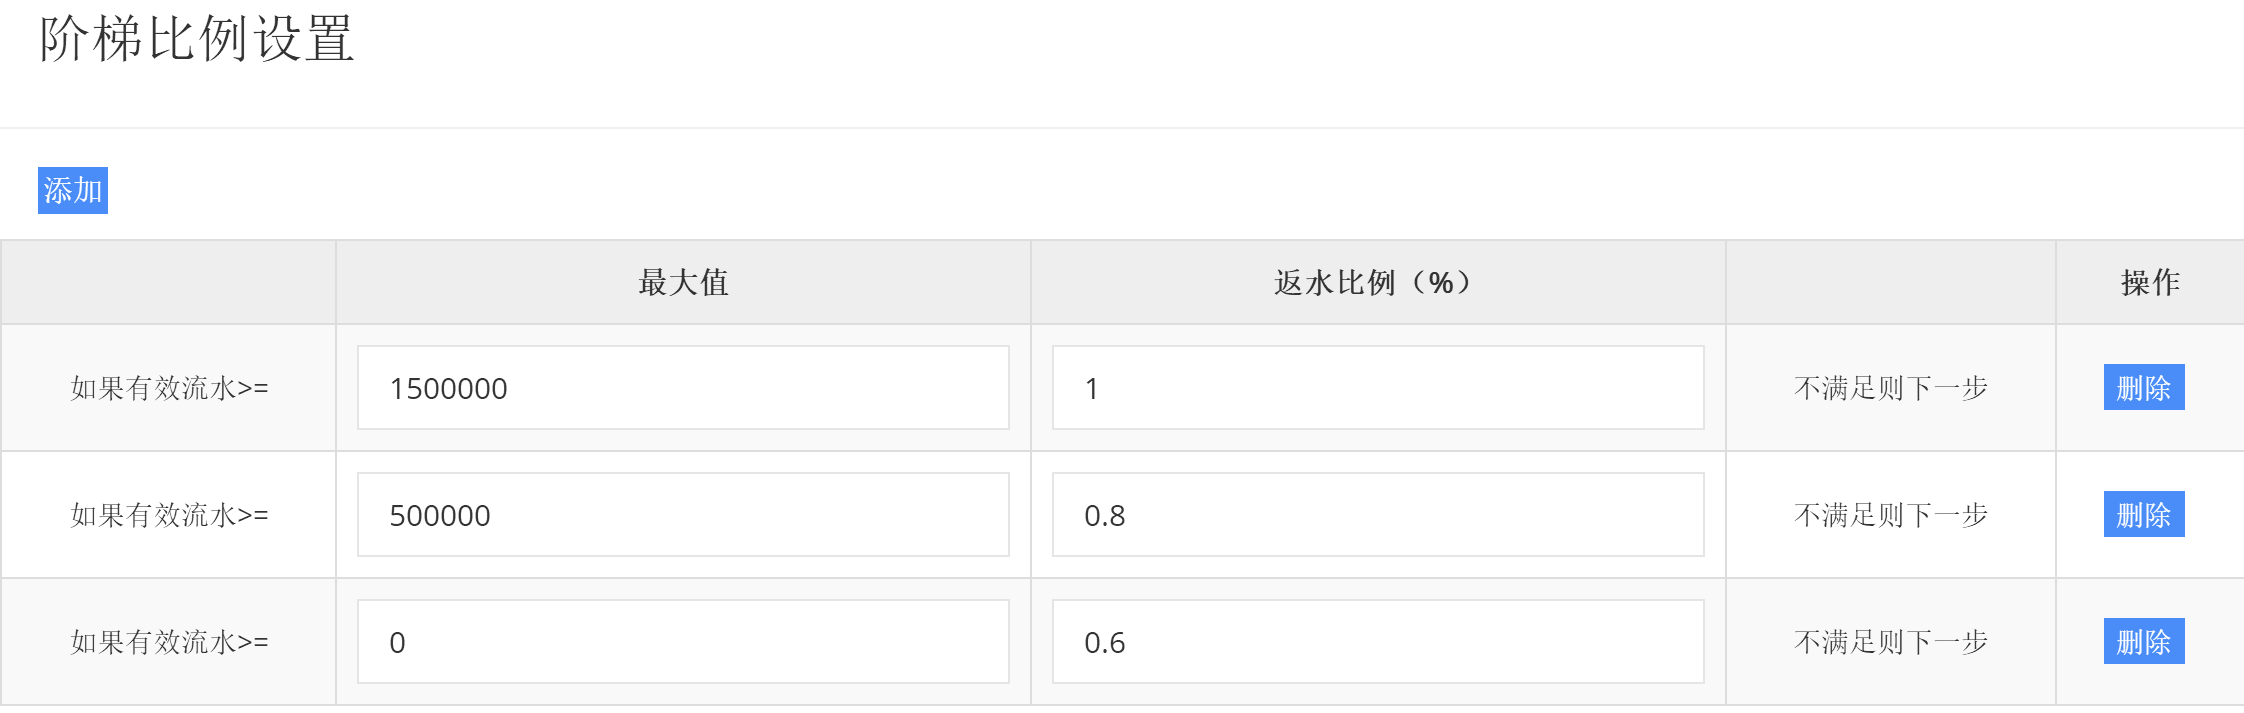 阶梯比例设置
添加
最大值 返水比例（%） 操作
如果有效流水>= 1500000 1 不满足则下一步 删除
如果有效流水>= 500000 0.8 不满足则下一步 删除
如果有效流水>= 0 0.6 不满足则下一步 删除